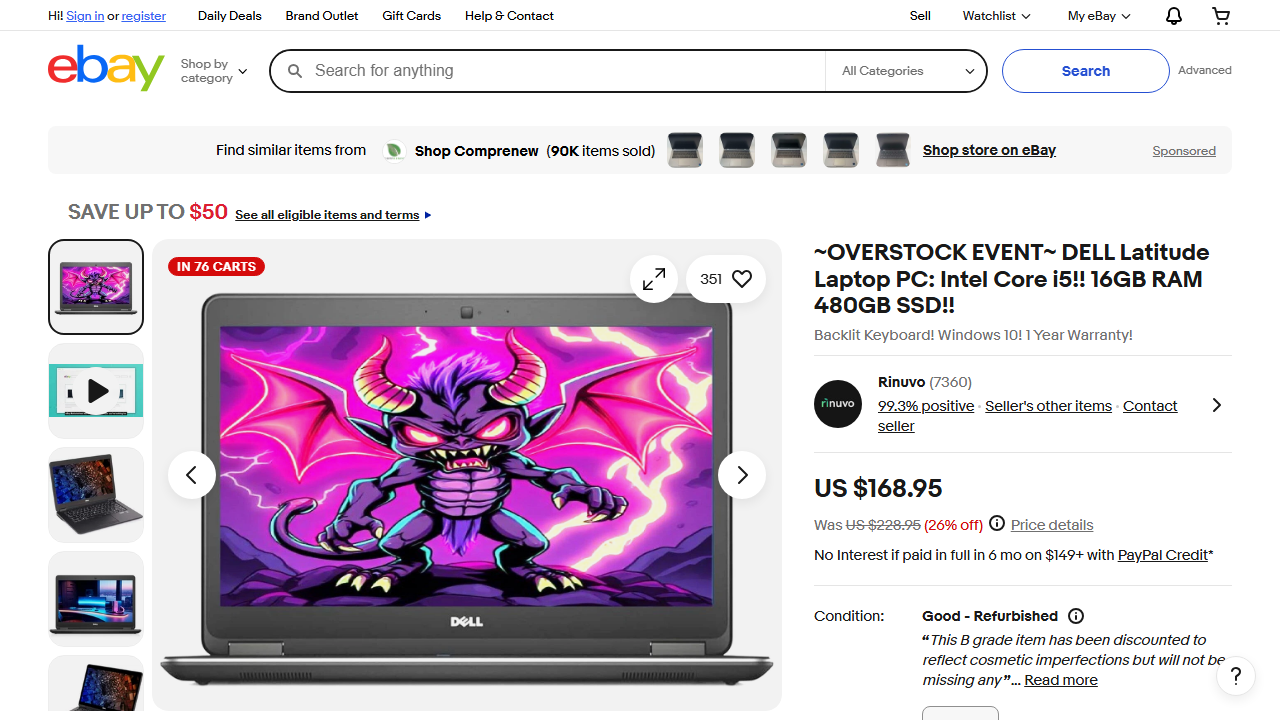 Hi! Sign in or register
Daily Deals
Brand Outlet
Gift Cards
Help & Contact
Sell
Watchlist
My eBay
ebay
Shop by
category
Search for anything
All Categories
Search
Advanced
Find similar items from
Shop Comprenew (90K items sold)
Shop store on eBay
Sponsored
SAVE UP TO $50 See all eligible items and terms
IN 76 CARTS
351
DELL
~OVERSTOCK EVENT~ DELL Latitude
Laptop PC: Intel Core i5!! 16GB RAM
480GB SSD!!
Backlit Keyboard! Windows 10! 1 Year Warranty!
rinuvo
Rinuvo (7360)
99.3% positive · Seller's other items · Contact
seller
US $168.95
Was US $228.95 (26% off) Price details
No Interest if paid in full in 6 mo on $149+ with PayPal Credit*
Condition:
Good - Refurbished
“This B grade item has been discounted to
reflect cosmetic imperfections but will not be
missing any”... Read more
?